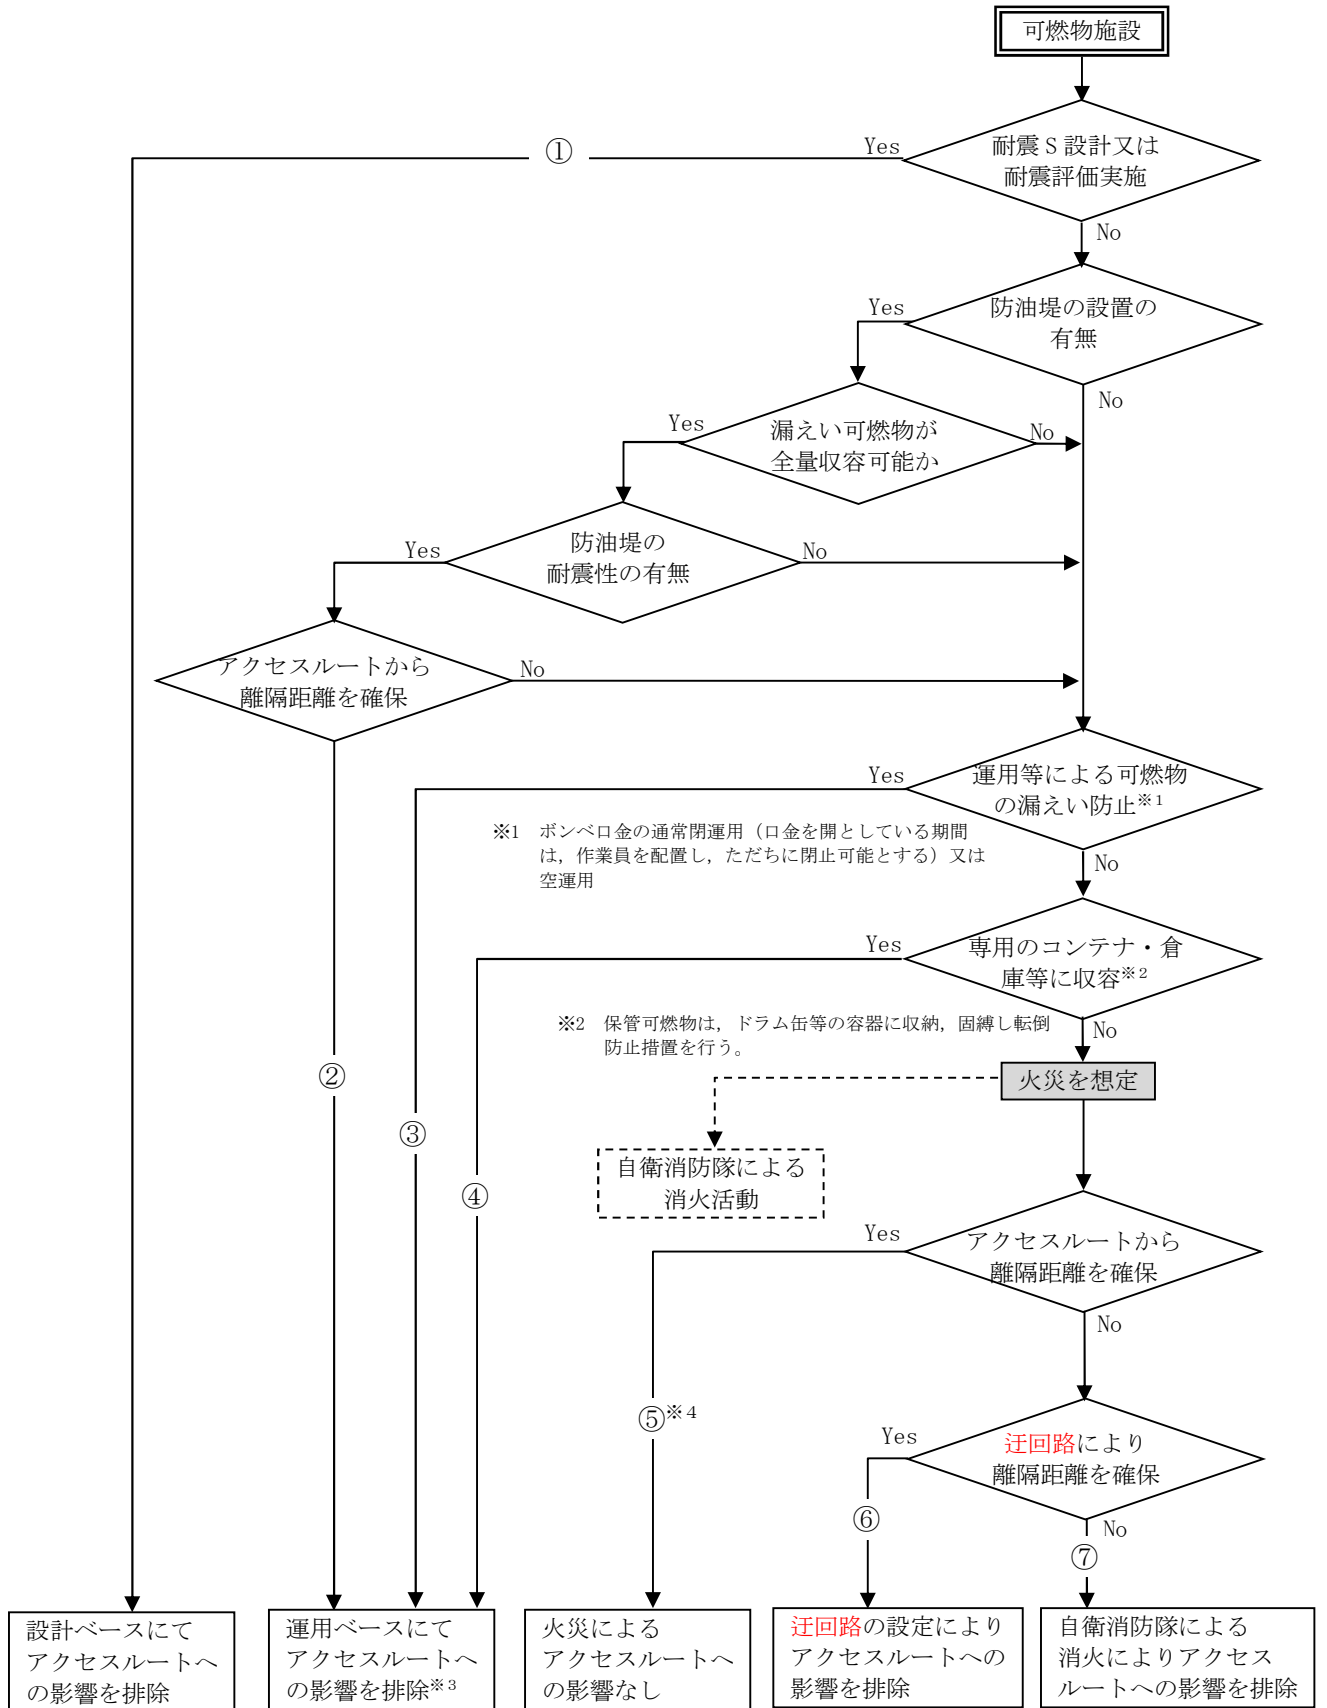 可燃物施設
耐震Ｓ設計又は
耐震評価実施
Yes
①
No
防油堤の設置の
有無
Yes
No
漏えい可燃物が
全量収容可能か
Yes
No
防油堤の
耐震性の有無
Yes
No
アクセスルートから
離隔距離を確保
No
運用等による可燃物
の漏えい防止※1
Yes
※1　ボンベ口金の通常閉運用（口金を開としている期間
は，作業員を配置し，ただちに閉止可能とする）又は
空運用
No
専用のコンテナ・倉
庫等に収容※2
Yes
※2　保管可燃物は，ドラム缶等の容器に収納，固縛し転倒
防止措置を行う。
No
②
火災を想定
③
自衛消防隊による
消火活動
④
アクセスルートから
離隔距離を確保
Yes
No
⑤※4
迂回路により
離隔距離を確保
Yes
⑥
No
⑦
設計ベースにて
アクセスルートへ
の影響を排除
運用ベースにて
アクセスルートへ
の影響を排除※3
火災による
アクセスルートへ
の影響なし
迂回路の設定により
アクセスルートへの
影響を排除
自衛消防隊による
消火によりアクセス
ルートへの影響を排除